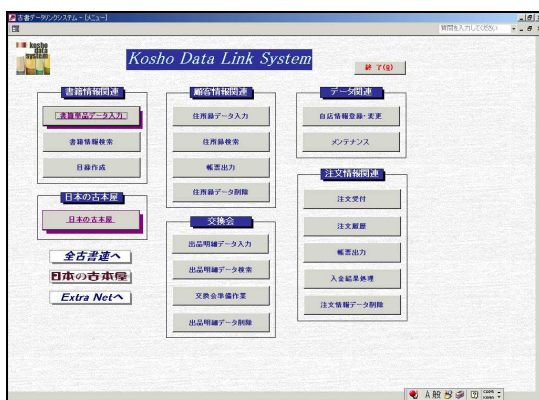 古書データリンクシステム - [メニュー]
質問を入力してください
kosho
data
system
Kosho Data Link System
終 了(Q)
書籍情報関連
書籍単品データ入力
書籍情報検索
目録作成
日本の古本屋
日本の古本屋
全古書連へ
日本の古本屋
Extra Netへ
顧客情報関連
住所録データ入力
住所録検索
帳票出力
住所録データ削除
交換会
出品明細データ入力
出品明細データ検索
交換会準備作業
出品明細データ削除
データ関連
自店情報登録・変更
メンテナンス
注文情報関連
注文受付
注文履歴
帳票出力
入金結果処理
注文情報データ削除
A 般
CAPS
KANA